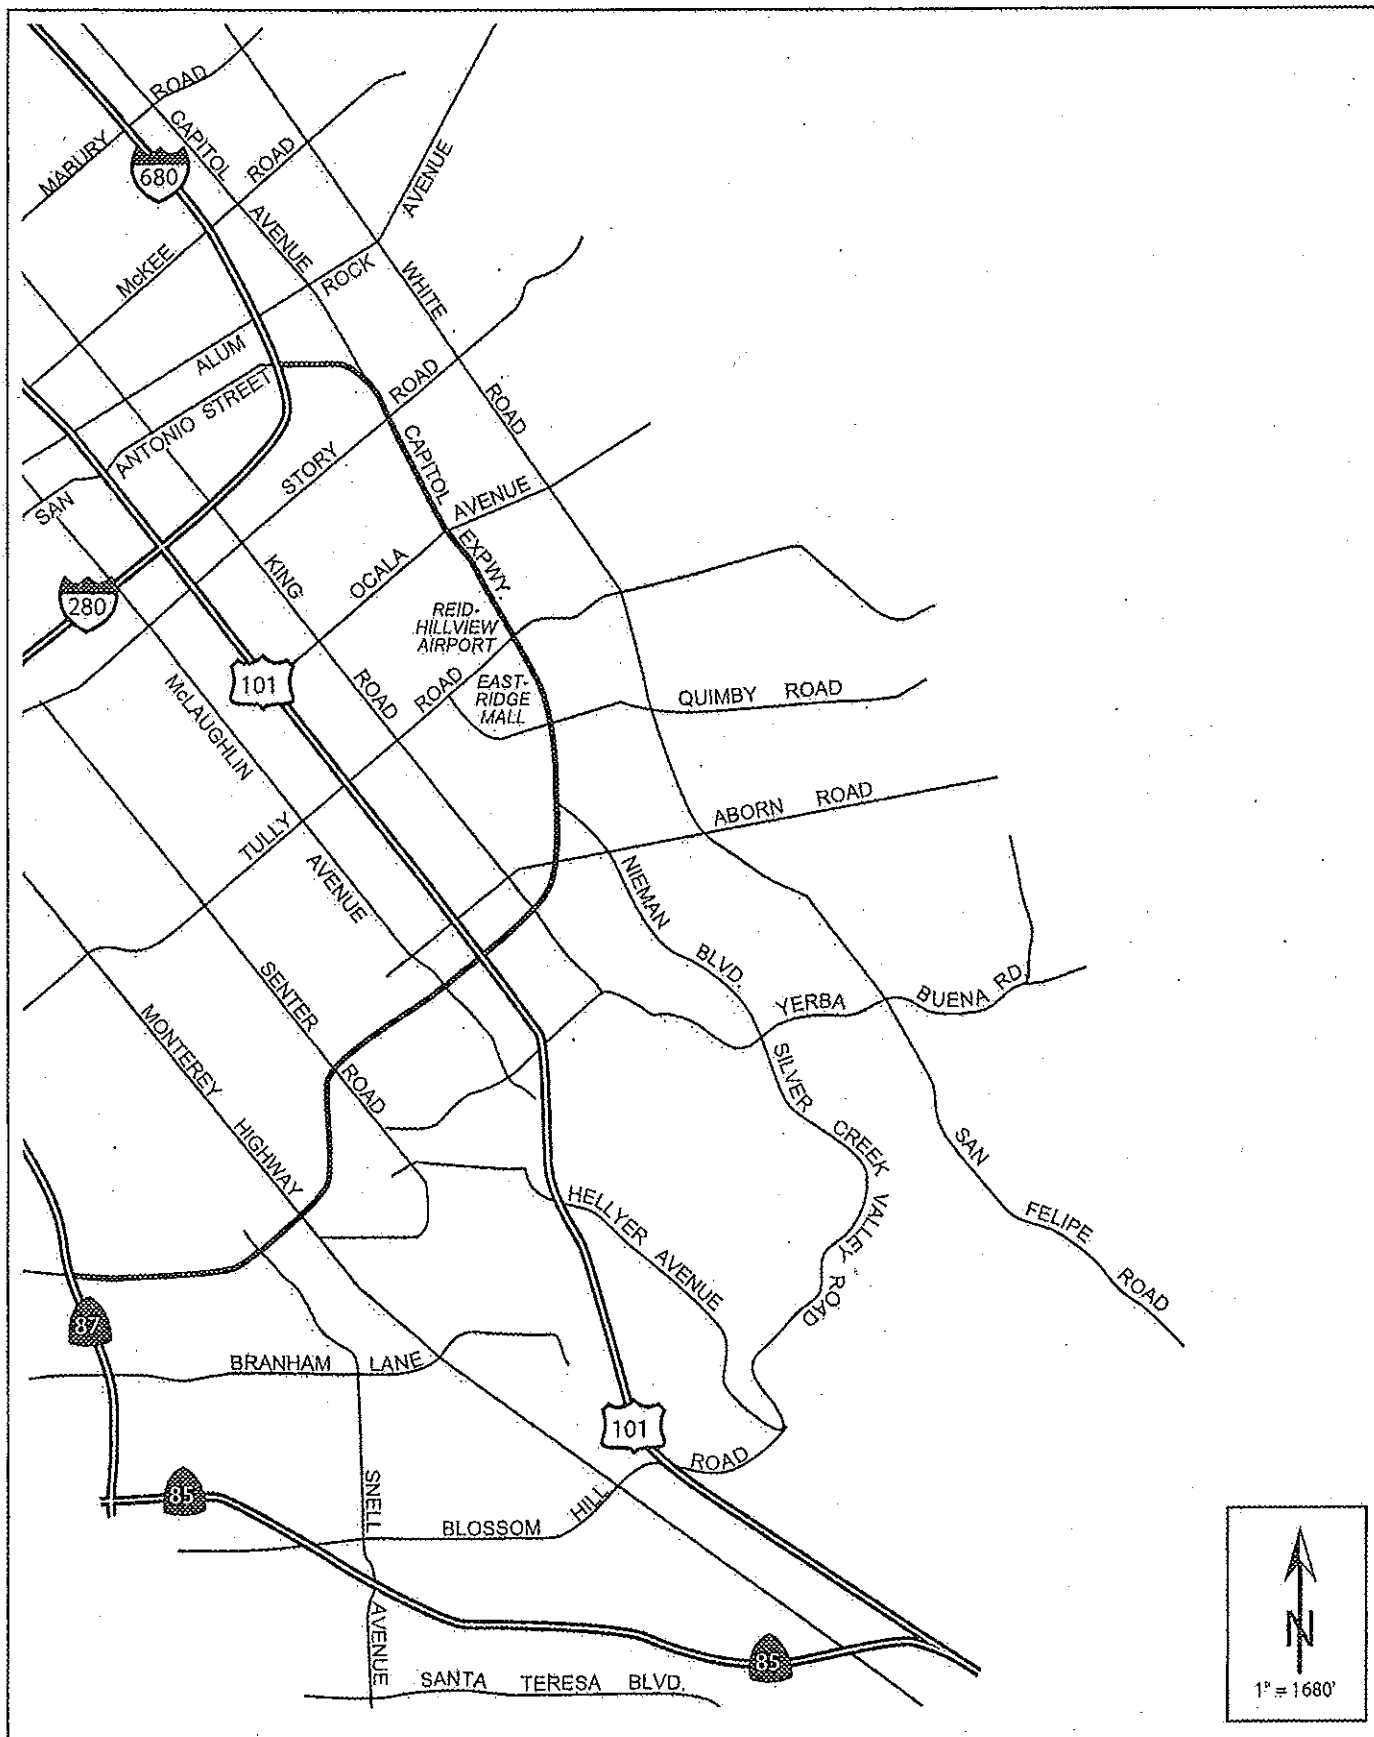 MABURY ROAD
680
CAPITOL AVENUE
McKEE ROAD
AVENUE
ALUM ROCK
WHITE ROAD
SAN ANTONIO STREET
STORY ROAD
CAPITOL EXPWY
OCALA AVENUE
KING ROAD
280
REID-
HILLVIEW
AIRPORT
101
McLAUGHLIN AVENUE
EAST-
RIDGE
MALL
TULLY ROAD
QUIMBY ROAD
ABORN ROAD
NIEMAN BLVD.
SENTER ROAD
MONTEREY HIGHWAY
YERBA BUENA RD.
SILVER CREEK VALLEY ROAD
SAN FELIPE ROAD
HELLYER AVENUE
87
BRANHAM LANE
101
85
SNELL AVENUE
BLOSSOM HILL ROAD
85
SANTA TERESA BLVD.
N
1" = 1680'